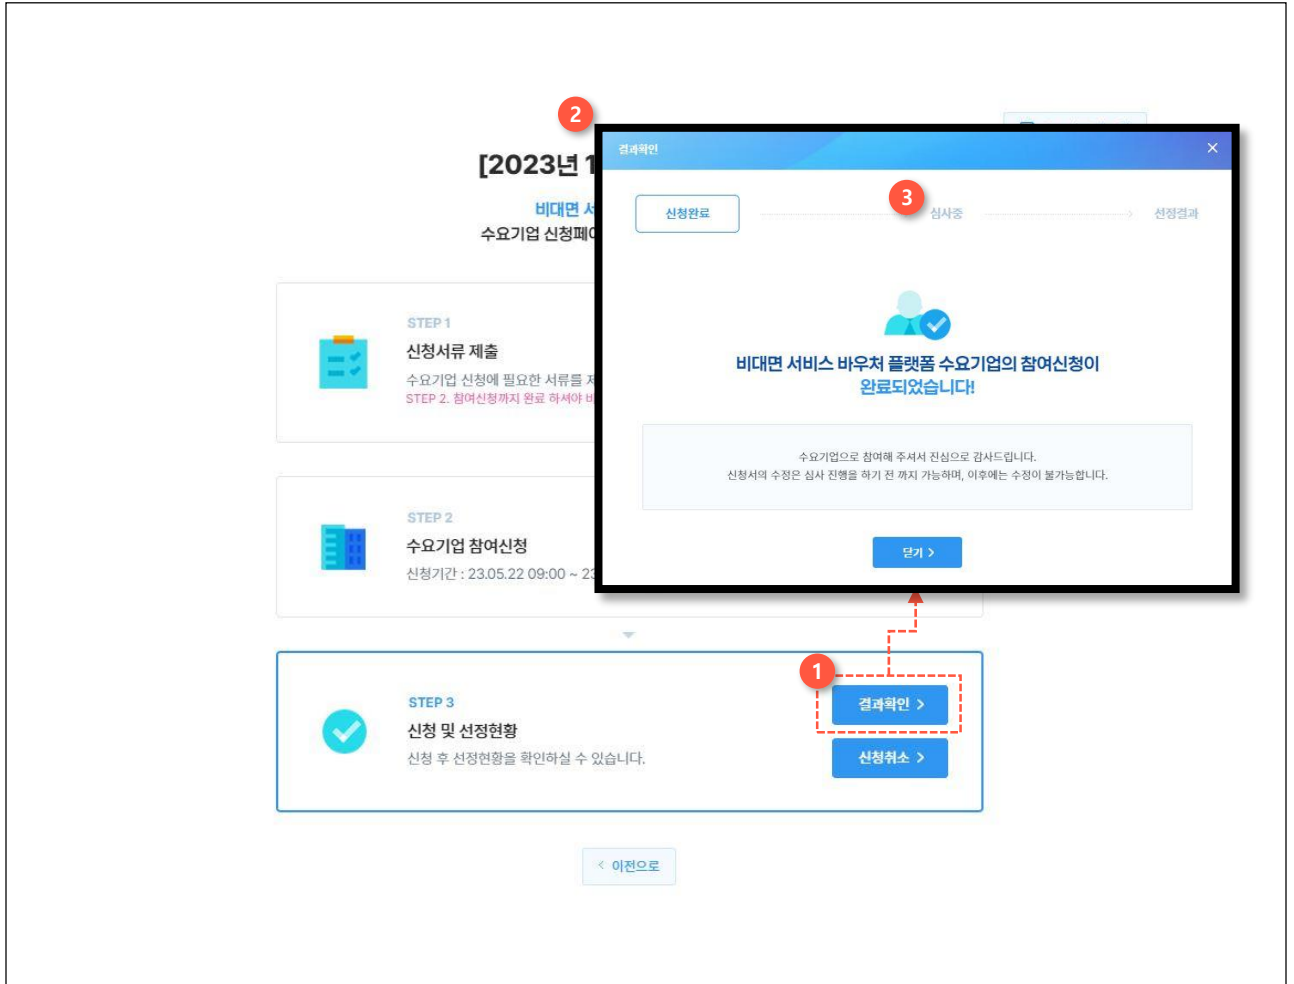 2
[2023년 1
비대면 서
수요기업 신청페이
결과확인
3
신청완료
심사중
선정결과
비대면 서비스 바우처 플랫폼 수요기업의 참여신청이
완료되었습니다!
수요기업으로 참여해 주셔서 진심으로 감사드립니다.
신청서의 수정은 심사 진행을 하기 전 까지 가능하며, 이후에는 수정이 불가능합니다.
닫기 >
STEP 1
신청서류 제출
수요기업 신청에 필요한 서류를 제
STEP 2. 참여신청까지 완료 하셔야 비
STEP 2
수요기업 참여신청
신청기간 : 23.05.22 09:00 ~ 23
1
STEP 3
신청 및 선정현황
신청 후 선정현황을 확인하실 수 있습니다.
결과확인 >
신청취소 >
< 이전으로